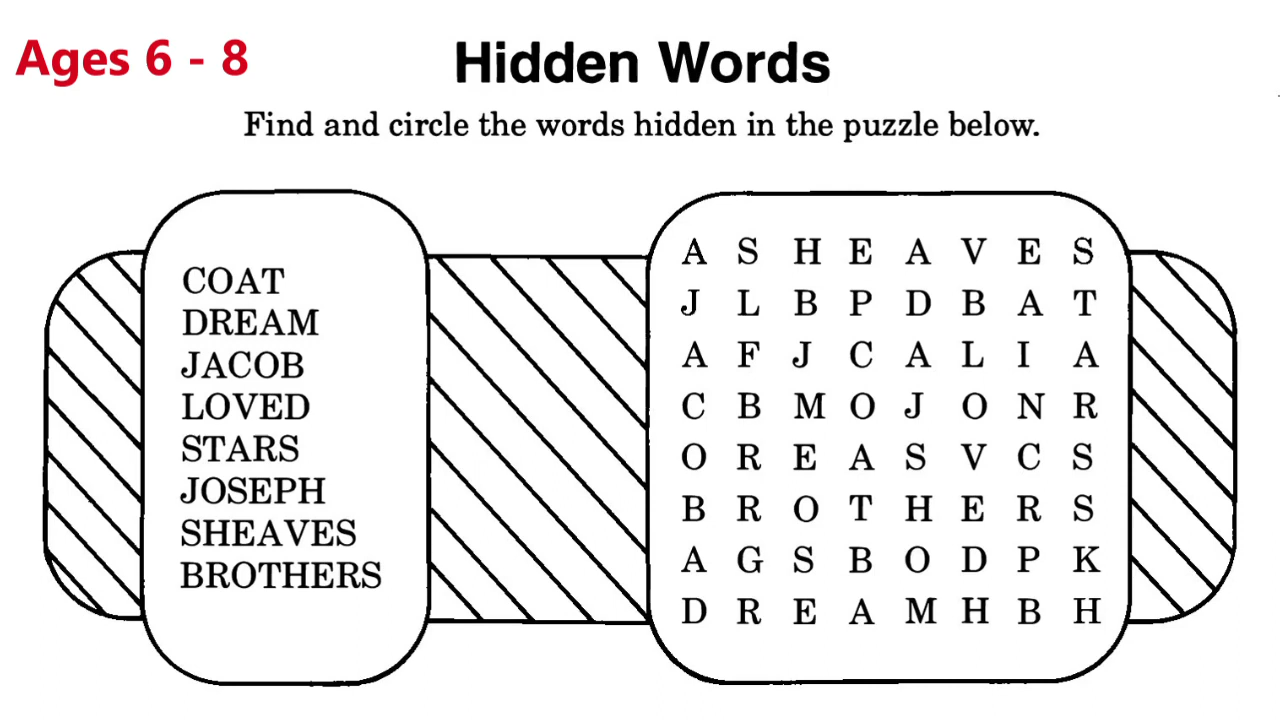 Ages 6 - 8
Hidden Words
Find and circle the words hidden in the puzzle below.
COAT
DREAM
JACOB
LOVED
STARS
JOSEPH
SHEAVES
BROTHERS
A S H E A V E S
J L B P D B A T
A F J C A L I A
C B M O J O N R
O R E A S V C S
B R O T H E R S
A G S B O D P K
D R E A M H B H